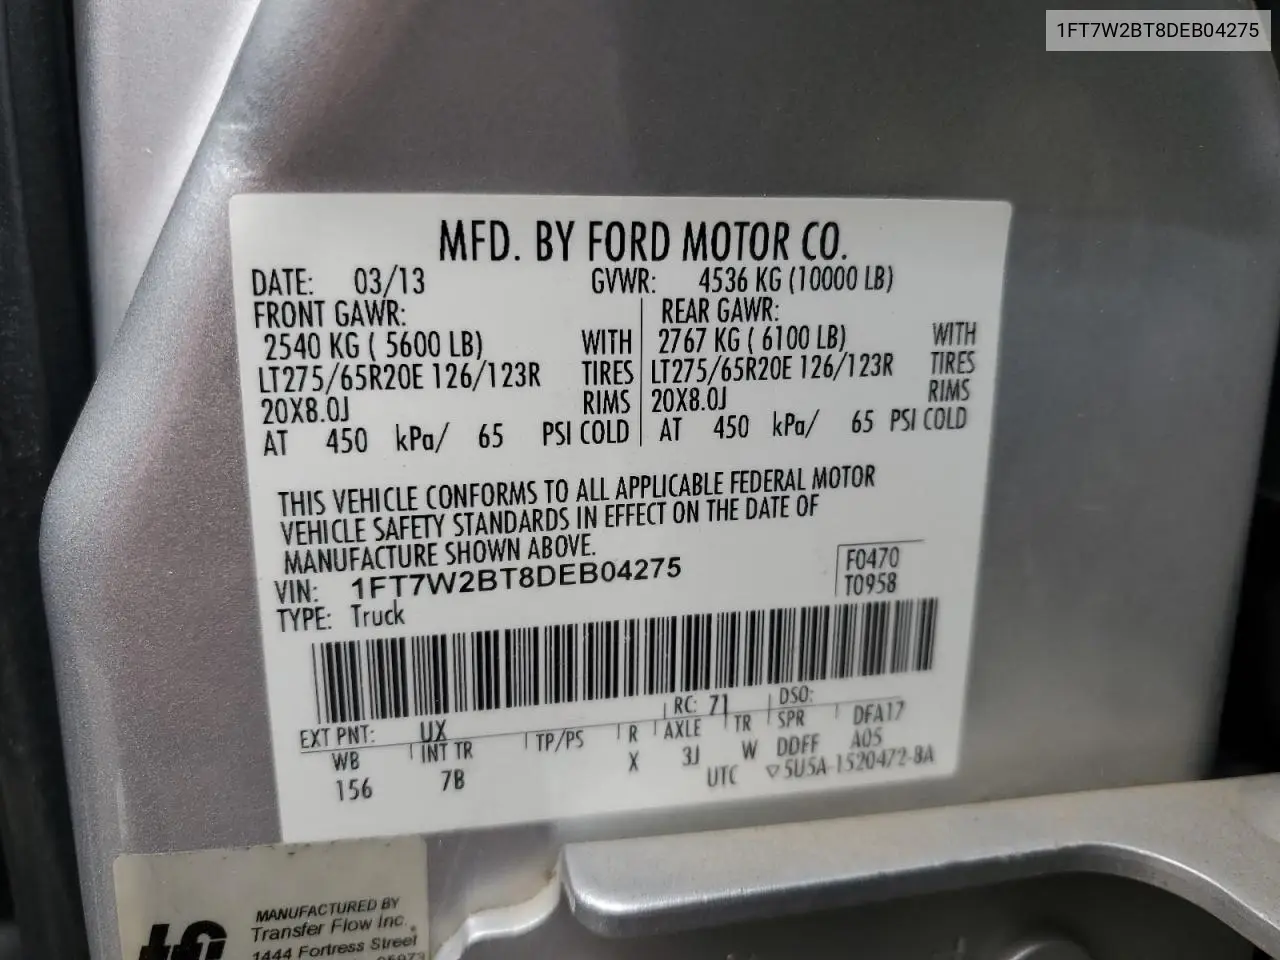 1FT7W2BT8DEB04275
MFD. BY FORD MOTOR CO.
DATE: 03/13 GVWR: 4536 KG (10000 LB)
FRONT GAWR: REAR GAWR:
2540 KG ( 5600 LB) WITH 2767 KG ( 6100 LB) WITH
LT275/65R20E 126/123R TIRES LT275/65R20E 126/123R TIRES
20X8.0J RIMS 20X8.0J RIMS
AT 450 kPa/ 65 PSI COLD AT 450 kPa/ 65 PSI COLD
THIS VEHICLE CONFORMS TO ALL APPLICABLE FEDERAL MOTOR
VEHICLE SAFETY STANDARDS IN EFFECT ON THE DATE OF
MANUFACTURE SHOWN ABOVE.
VIN: 1FT7W2BT8DEB04275 F0470
TYPE: Truck T0958
EXT PNT: UX RC: 71 DSO:
WB INT TR TP/PS R AXLE TR SPR DFA17
156 7B X 3J W DDFF A05
UTC ▽5U5A-1520472-BA
MANUFACTURED BY
Transfer Flow Inc.
1444 Fortress Street